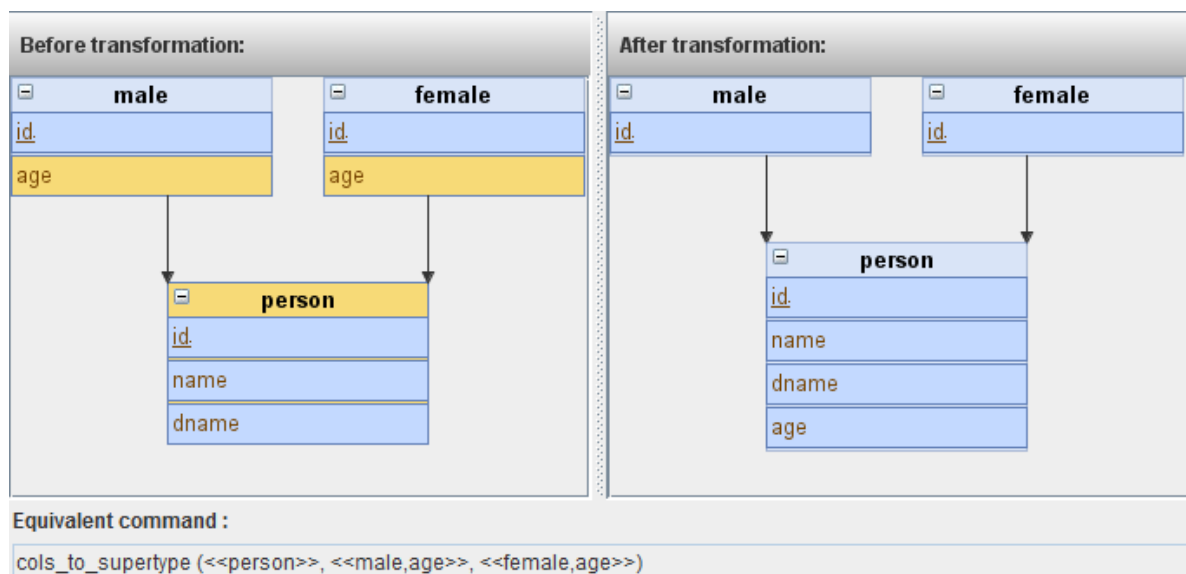 Before transformation:
male
id
age
female
id
age
person
id
name
dname
After transformation:
male
id
female
id
person
id
name
dname
age
Equivalent command :
cols_to_supertype (<<person>>, <<male,age>>, <<female,age>>)